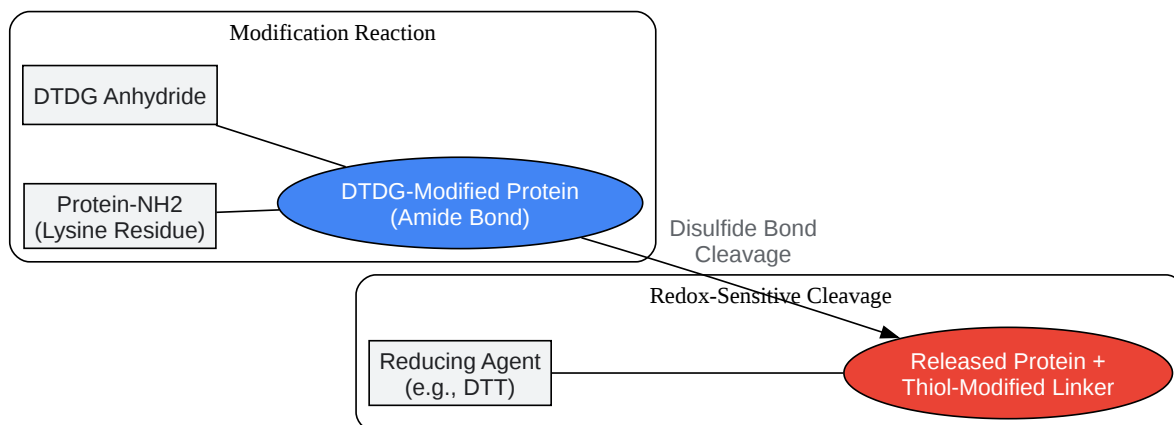 Modification Reaction
DTDG Anhydride
Protein-NH2
(Lysine Residue)
DTDG-Modified Protein
(Amide Bond)
Disulfide Bond
Cleavage
Redox-Sensitive Cleavage
Reducing Agent
(e.g., DTT)
Released Protein +
Thiol-Modified Linker